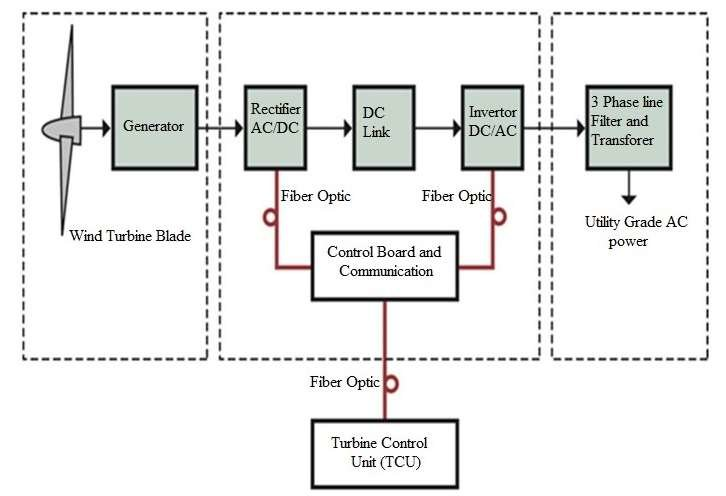 Wind Turbine Blade
Generator
Rectifier
AC/DC
DC
Link
Invertor
DC/AC
3 Phase line
Filter and
Transforer
Fiber Optic
Fiber Optic
Utility Grade AC
power
Control Board and
Communication
Fiber Optic
Turbine Control
Unit (TCU)